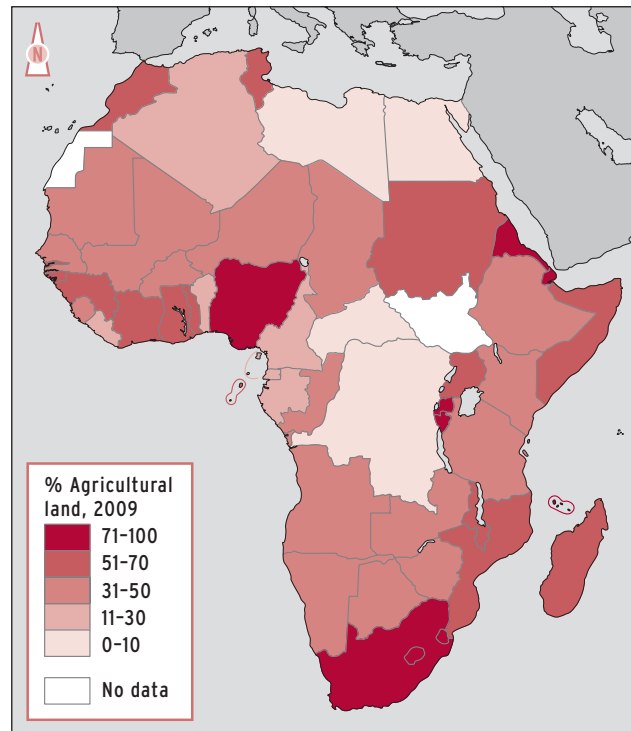 N
% Agricultural
land, 2009
71–100
51–70
31–50
11–30
0–10
No data